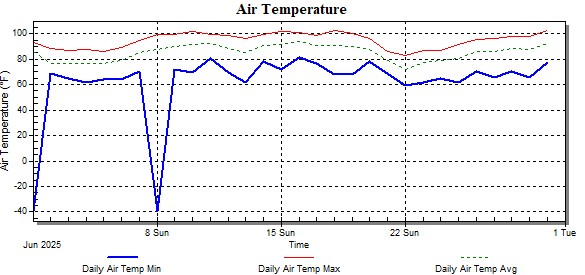 Air Temperature
Air Temperature (°F)
100
80
60
40
20
0
-20
-40
8 Sun
15 Sun
22 Sun
1 Tue
Jun 2025
Time
Daily Air Temp Min
Daily Air Temp Max
Daily Air Temp Avg